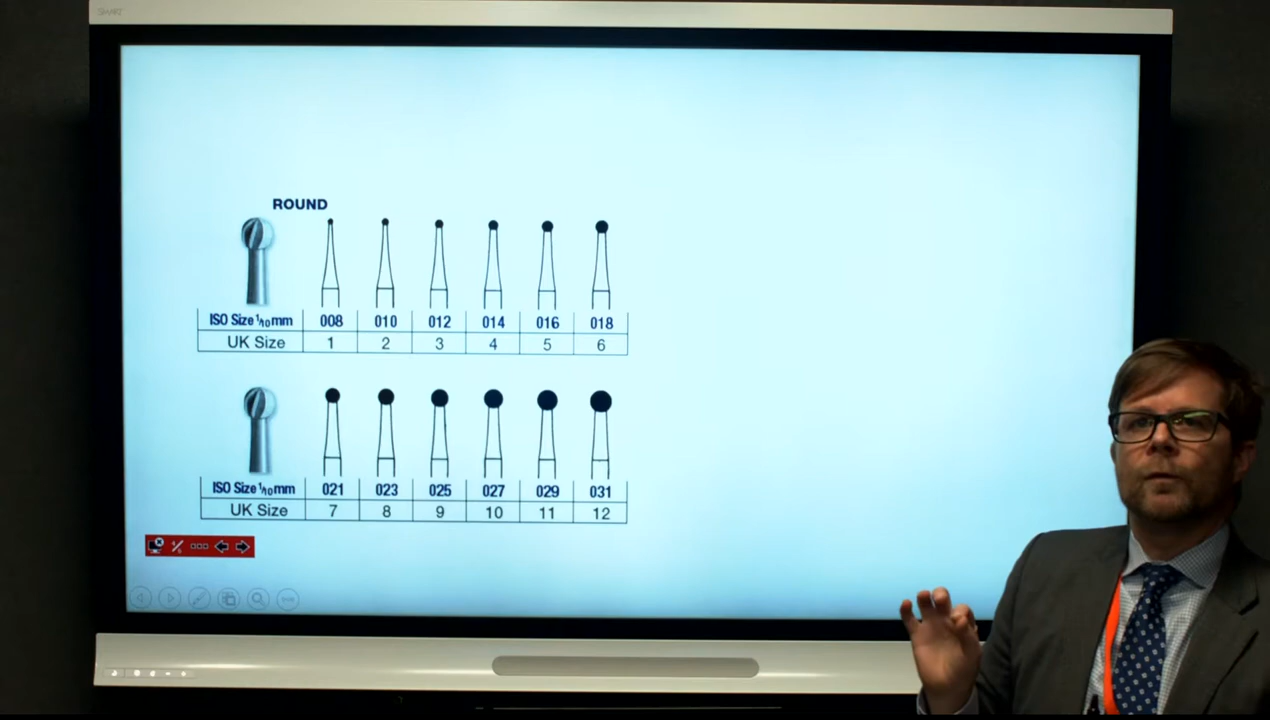 SMART
ROUND
ISO Size 1/10 mm 008 010 012 014 016 018
UK Size 1 2 3 4 5 6
ISO Size 1/10 mm 021 023 025 027 029 031
UK Size 7 8 9 10 11 12